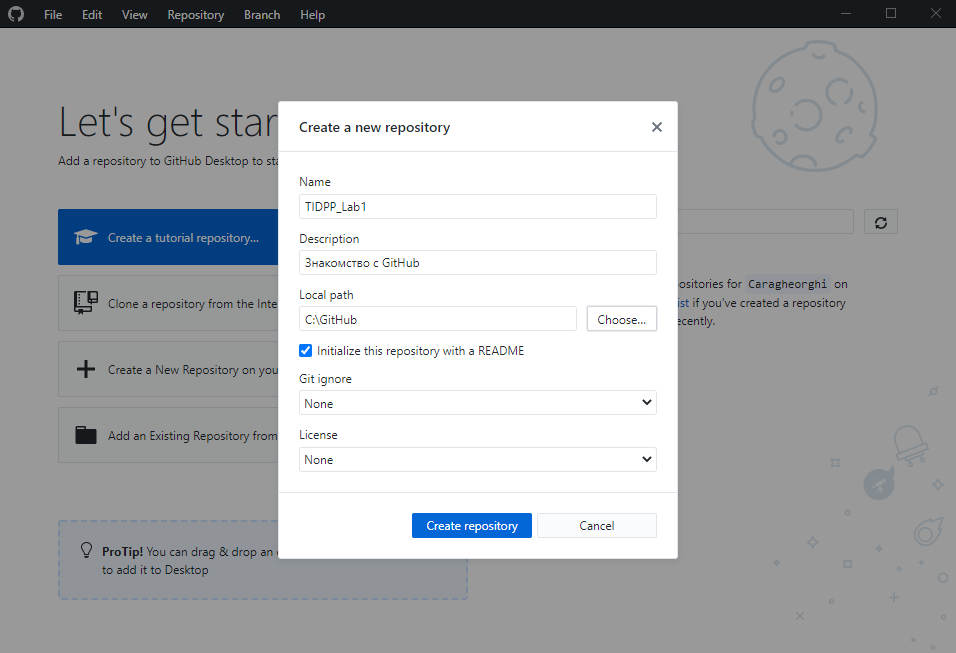 File Edit View Repository Branch Help
Let's get star
Add a repository to GitHub Desktop to sta
Create a tutorial repository...
Clone a repository from the Inte
Create a New Repository on you
Add an Existing Repository from
ProTip! You can drag & drop an
to add it to Desktop
Create a new repository
Name
TIDPP_Lab1
Description
Знакомство с GitHub
Local path
C:\GitHub
Choose...
Initialize this repository with a README
Git ignore
None
License
None
Create repository
Cancel
ositories for Caragheorghi on
ist if you've created a repository
ecently.